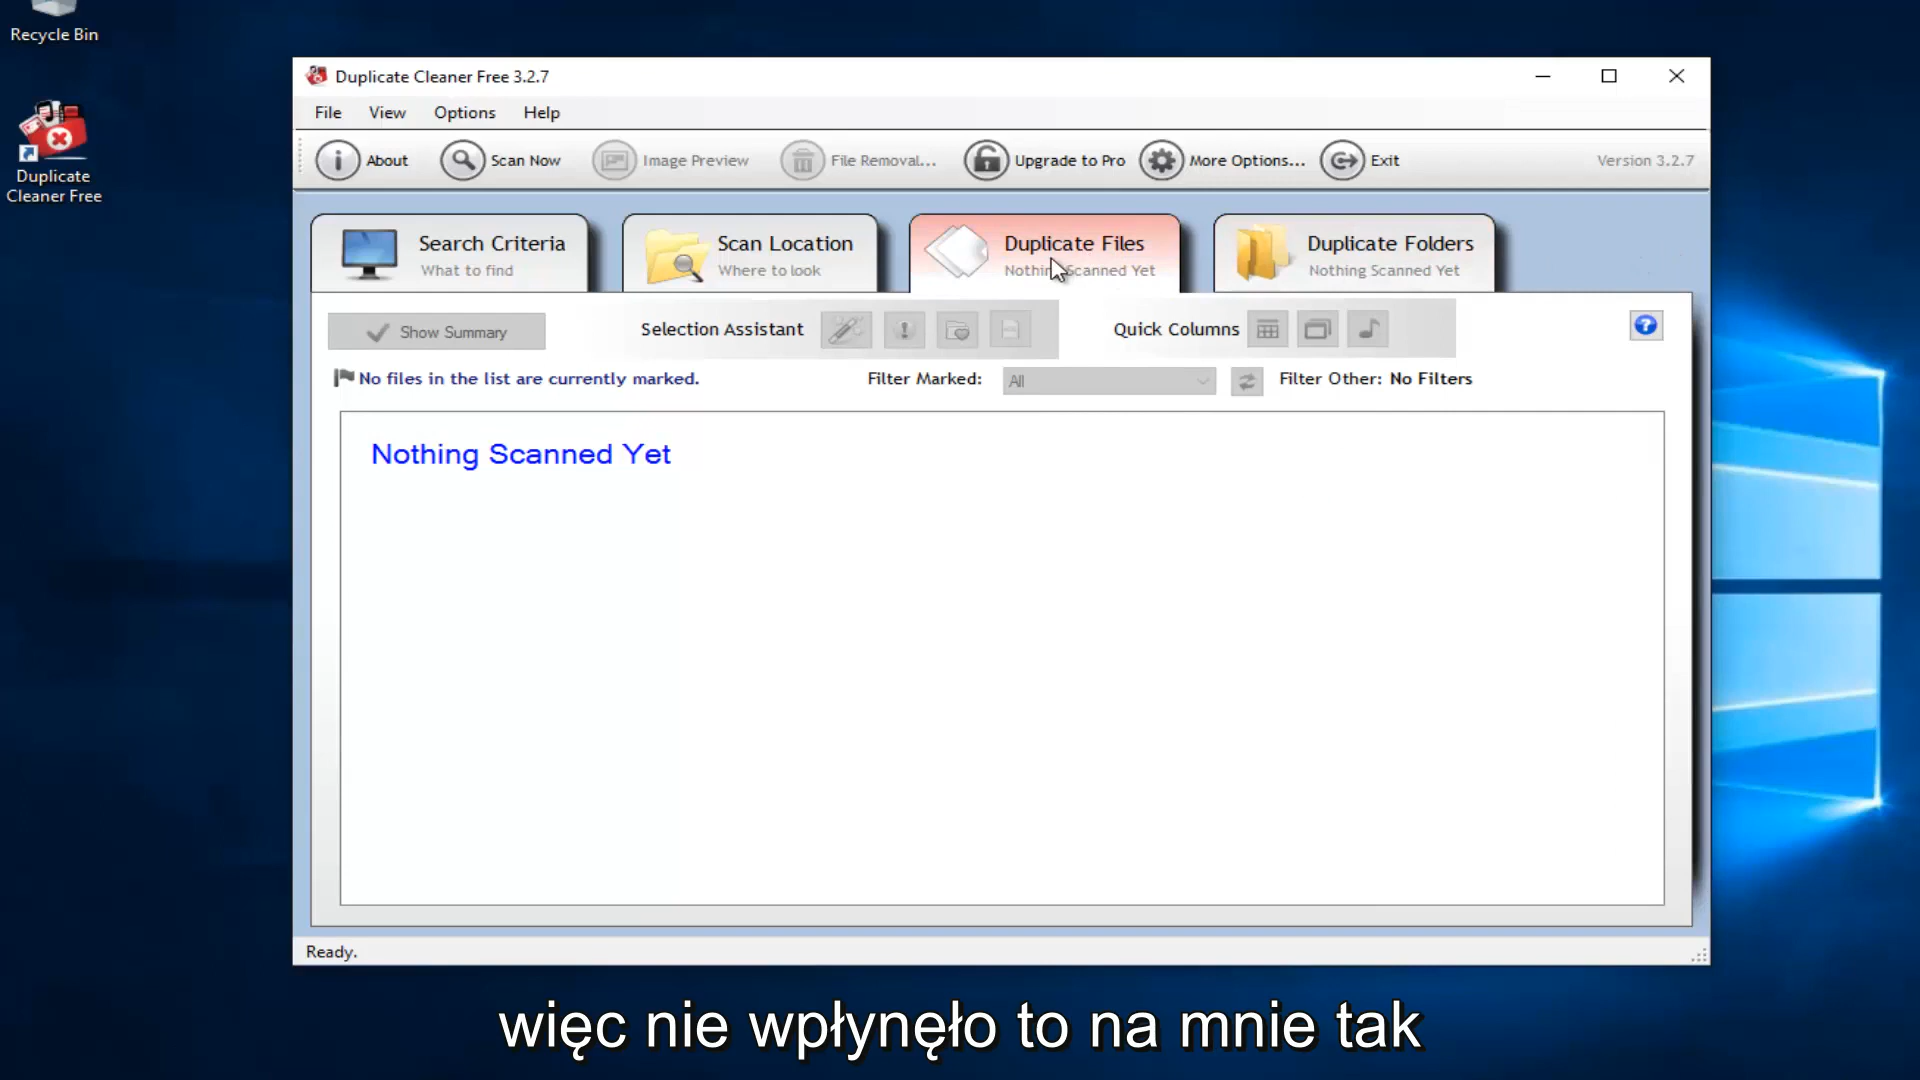 Recycle Bin
Duplicate
Cleaner Free
Duplicate Cleaner Free 3.2.7
File View Options Help
About Scan Now Image Preview File Removal... Upgrade to Pro More Options... Exit Version 3.2.7
Search Criteria
What to find
Scan Location
Where to look
Duplicate Files
Nothing Scanned Yet
Duplicate Folders
Nothing Scanned Yet
Show Summary Selection Assistant Quick Columns
No files in the list are currently marked. Filter Marked: All Filter Other: No Filters
Nothing Scanned Yet
Ready.
więc nie wpłynęło to na mnie tak